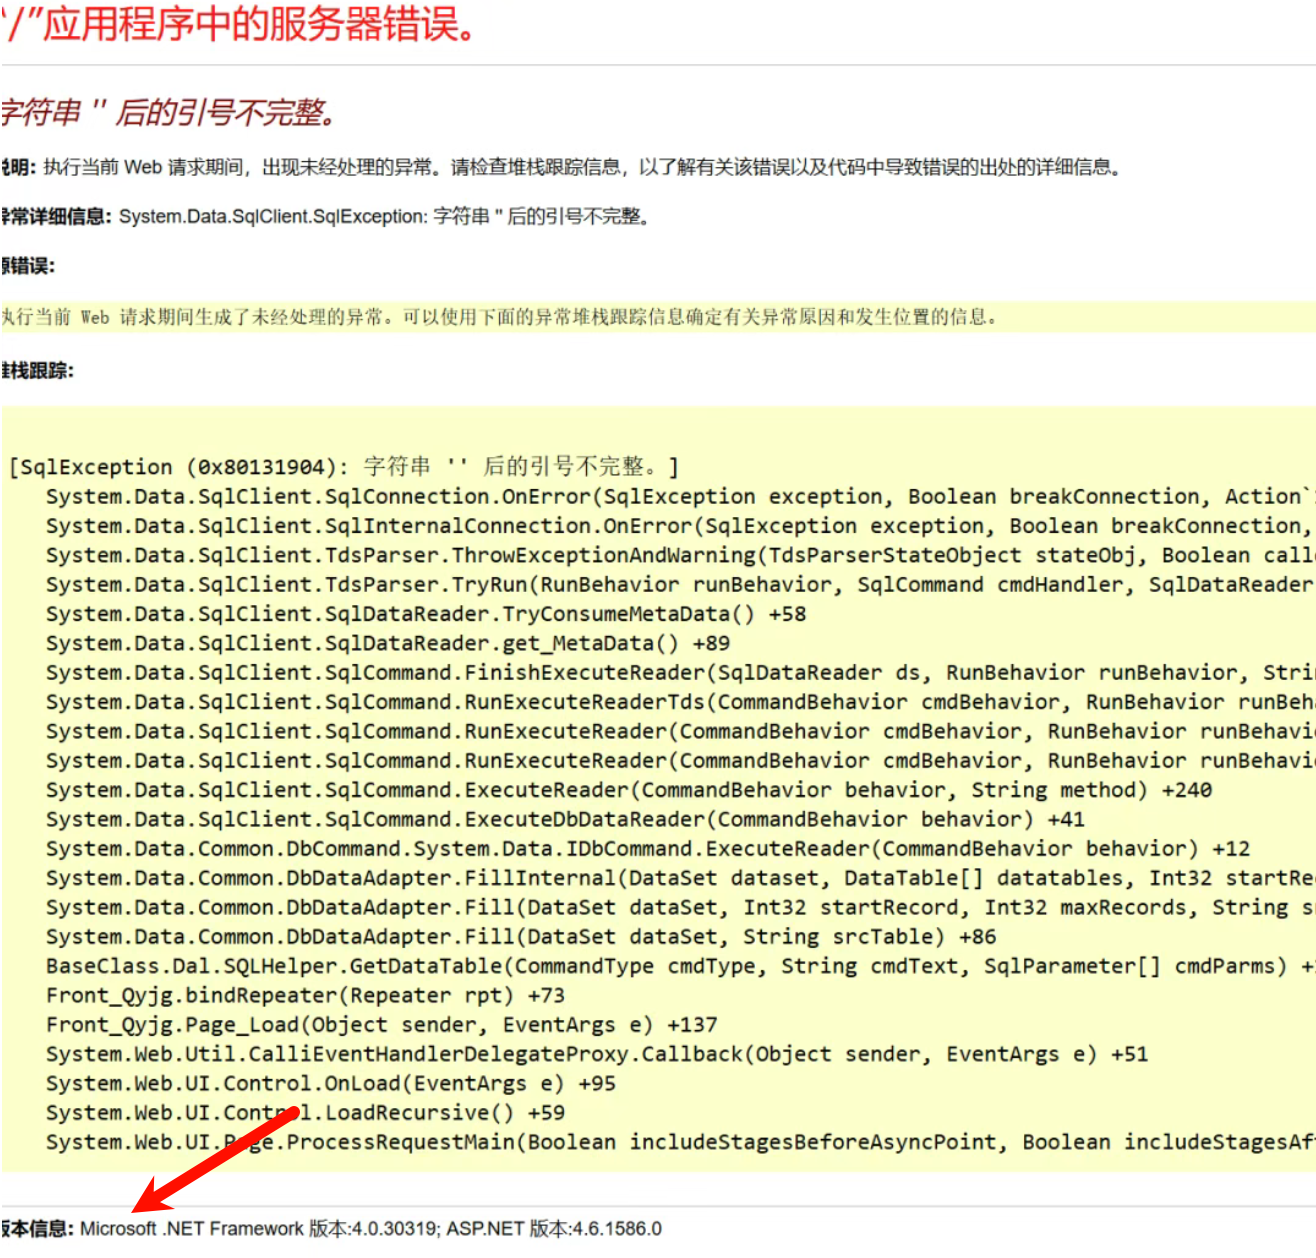 "/"应用程序中的服务器错误。
字符串 '' 后的引号不完整。
说明: 执行当前 Web 请求期间，出现未经处理的异常。请检查堆栈跟踪信息，以了解有关该错误以及代码中导致错误的出处的详细信息。
异常详细信息: System.Data.SqlClient.SqlException: 字符串 '' 后的引号不完整。
源错误:
执行当前 Web 请求期间生成了未经处理的异常。可以使用下面的异常堆栈跟踪信息确定有关异常原因和发生位置的信息。
堆栈跟踪:
[SqlException (0x80131904): 字符串 '' 后的引号不完整。]
System.Data.SqlClient.SqlConnection.OnError(SqlException exception, Boolean breakConnection, Action`
System.Data.SqlClient.SqlInternalConnection.OnError(SqlException exception, Boolean breakConnection,
System.Data.SqlClient.TdsParser.ThrowExceptionAndWarning(TdsParserStateObject stateObj, Boolean call
System.Data.SqlClient.TdsParser.TryRun(RunBehavior runBehavior, SqlCommand cmdHandler, SqlDataReader
System.Data.SqlClient.SqlDataReader.TryConsumeMetaData() +58
System.Data.SqlClient.SqlDataReader.get_MetaData() +89
System.Data.SqlClient.SqlCommand.FinishExecuteReader(SqlDataReader ds, RunBehavior runBehavior, Stri
System.Data.SqlClient.SqlCommand.RunExecuteReaderTds(CommandBehavior cmdBehavior, RunBehavior runBeh
System.Data.SqlClient.SqlCommand.RunExecuteReader(CommandBehavior cmdBehavior, RunBehavior runBehavi
System.Data.SqlClient.SqlCommand.RunExecuteReader(CommandBehavior cmdBehavior, RunBehavior runBehavi
System.Data.SqlClient.SqlCommand.ExecuteReader(CommandBehavior behavior, String method) +240
System.Data.SqlClient.SqlCommand.ExecuteDbDataReader(CommandBehavior behavior) +41
System.Data.Common.DbCommand.System.Data.IDbCommand.ExecuteReader(CommandBehavior behavior) +12
System.Data.Common.DbDataAdapter.FillInternal(DataSet dataset, DataTable[] datatables, Int32 startRe
System.Data.Common.DbDataAdapter.Fill(DataSet dataSet, Int32 startRecord, Int32 maxRecords, String s
System.Data.Common.DbDataAdapter.Fill(DataSet dataSet, String srcTable) +86
BaseClass.Dal.SQLHelper.GetDataTable(CommandType cmdType, String cmdText, SqlParameter[] cmdParms) +
Front_Qyjg.bindRepeater(Repeater rpt) +73
Front_Qyjg.Page_Load(Object sender, EventArgs e) +137
System.Web.Util.CalliEventHandlerDelegateProxy.Callback(Object sender, EventArgs e) +51
System.Web.UI.Control.OnLoad(EventArgs e) +95
System.Web.UI.Control.LoadRecursive() +59
System.Web.UI.Page.ProcessRequestMain(Boolean includeStagesBeforeAsyncPoint, Boolean includeStagesAf
版本信息: Microsoft .NET Framework 版本:4.0.30319; ASP.NET 版本:4.6.1586.0